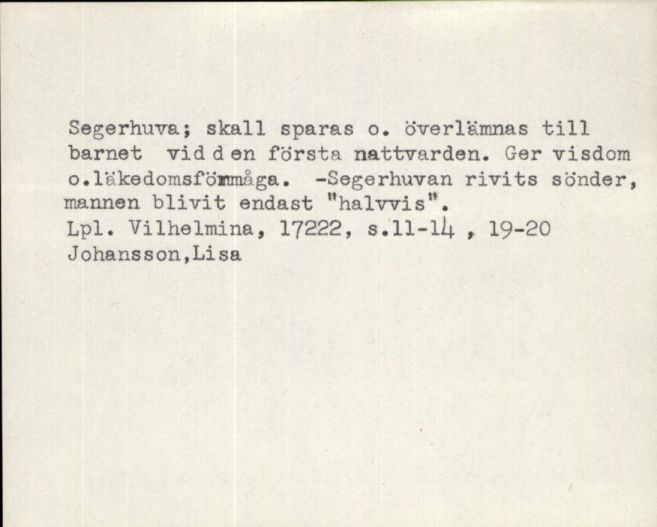 Segerhuva; skall sparas o. överlämnas till
barnet vid den första nattvarden. Ger visdom
o.läkedomsförmåga. -Segerhuvan rivits sönder,
mannen blivit endast "halvvis".
Lpl. Vilhelmina, 17222, s.11-14 , 19-20
Johansson,Lisa